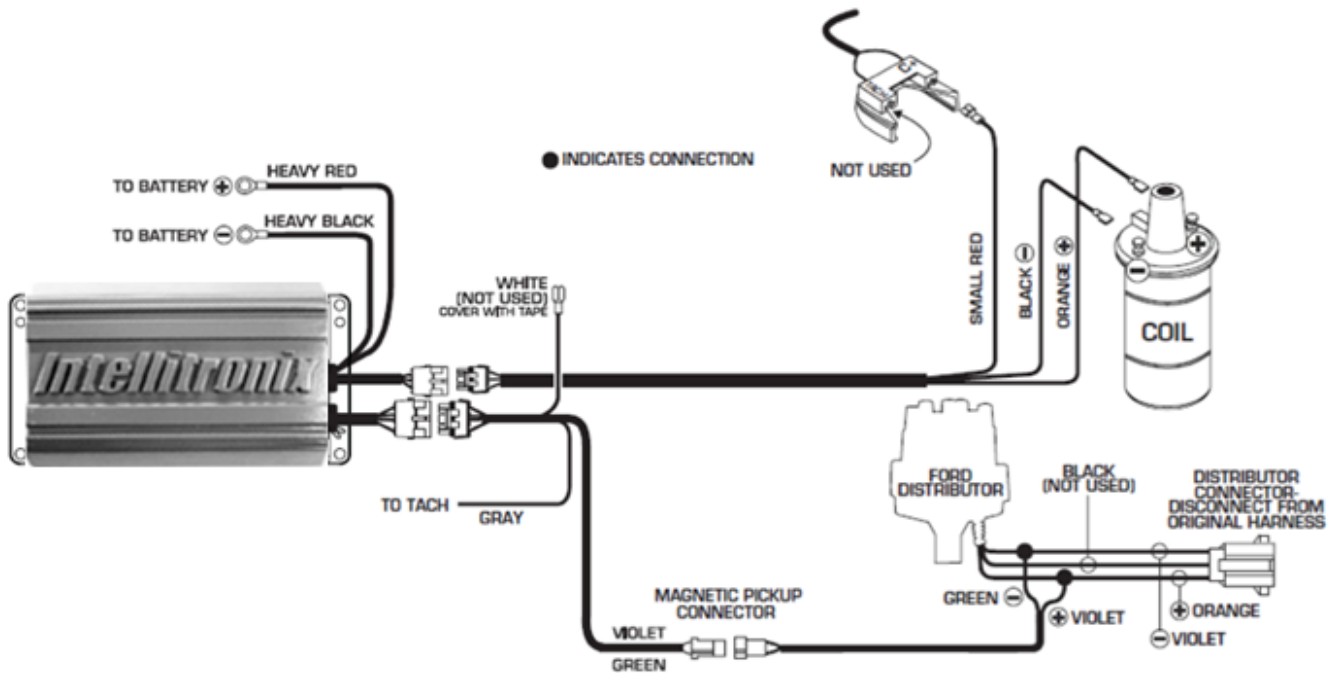 NOT USED
● INDICATES CONNECTION
HEAVY RED
TO BATTERY ⊕
HEAVY BLACK
TO BATTERY ⊖
WHITE
(NOT USED)
COVER WITH TAPE
SMALL RED
BLACK ⊖
ORANGE ⊕
+
−
COIL
Intellitronix
TO TACH
GRAY
FORD
DISTRIBUTOR
BLACK
(NOT USED)
DISTRIBUTOR
CONNECTOR-
DISCONNECT FROM
ORIGINAL HARNESS
MAGNETIC PICKUP
CONNECTOR
GREEN ⊖
⊕ VIOLET
⊕ ORANGE
⊖ VIOLET
VIOLET
GREEN